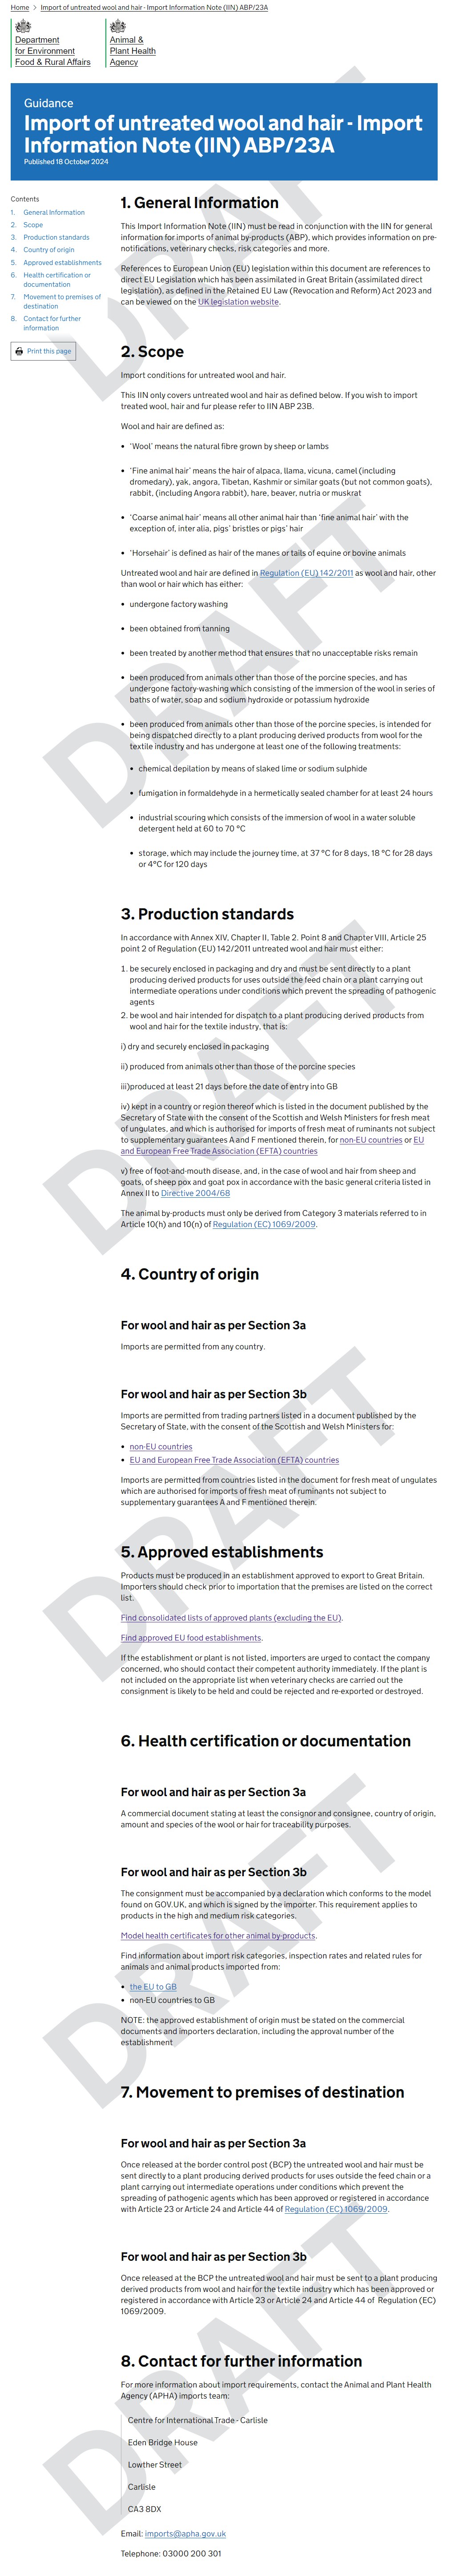 Home > Import of untreated wool and hair - Import Information Note (IIN) ABP/23A
Department
for Environment
Food & Rural Affairs
Animal &
Plant Health
Agency
Guidance
Import of untreated wool and hair - Import
Information Note (IIN) ABP/23A
Published 18 October 2024
Contents
1. General Information
2. Scope
3. Production standards
4. Country of origin
5. Approved establishments
6. Health certification or
documentation
7. Movement to premises of
destination
8. Contact for further
information
Print this page
1. General Information
This Import Information Note (IIN) must be read in conjunction with the IIN for general
information for imports of animal by-products (ABP), which provides information on pre-
notifications, veterinary checks, risk categories and more.
References to European Union (EU) legislation within this document are references to
direct EU Legislation which has been assimilated in Great Britain (assimilated direct
legislation), as defined in the Retained EU Law (Revocation and Reform) Act 2023 and
can be viewed on the UK legislation website.
2. Scope
Import conditions for untreated wool and hair.
This IIN only covers untreated wool and hair as defined below. If you wish to import
treated wool, hair and fur please refer to IIN ABP 23B.
Wool and hair are defined as:
• 'Wool' means the natural fibre grown by sheep or lambs
• 'Fine animal hair' means the hair of alpaca, llama, vicuna, camel (including
dromedary), yak, angora, Tibetan, Kashmir or similar goats (but not common goats),
rabbit, (including Angora rabbit), hare, beaver, nutria or muskrat
• 'Coarse animal hair' means all other animal hair than 'fine animal hair' with the
exception of, inter alia, pigs' bristles or pigs' hair
• 'Horsehair' is defined as hair of the manes or tails of equine or bovine animals
Untreated wool and hair are defined in Regulation (EU) 142/2011 as wool and hair, other
than wool or hair which has either:
• undergone factory washing
• been obtained from tanning
• been treated by another method that ensures that no unacceptable risks remain
• been produced from animals other than those of the porcine species, and has
undergone factory-washing which consisting of the immersion of the wool in series of
baths of water, soap and sodium hydroxide or potassium hydroxide
• been produced from animals other than those of the porcine species, is intended for
being dispatched directly to a plant producing derived products from wool for the
textile industry and has undergone at least one of the following treatments:
• chemical depilation by means of slaked lime or sodium sulphide
• fumigation in formaldehyde in a hermetically sealed chamber for at least 24 hours
• industrial scouring which consists of the immersion of wool in a water soluble
detergent held at 60 to 70 °C
• storage, which may include the journey time, at 37 °C for 8 days, 18 °C for 28 days
or 4°C for 120 days
3. Production standards
In accordance with Annex XIV, Chapter II, Table 2. Point 8 and Chapter VIII, Article 25
point 2 of Regulation (EU) 142/2011 untreated wool and hair must either:
1. be securely enclosed in packaging and dry and must be sent directly to a plant
producing derived products for uses outside the feed chain or a plant carrying out
intermediate operations under conditions which prevent the spreading of pathogenic
agents
2. be wool and hair intended for dispatch to a plant producing derived products from
wool and hair for the textile industry, that is:
i) dry and securely enclosed in packaging
ii) produced from animals other than those of the porcine species
iii)produced at least 21 days before the date of entry into GB
iv) kept in a country or region thereof which is listed in the document published by the
Secretary of State with the consent of the Scottish and Welsh Ministers for fresh meat
of ungulates, and which is authorised for imports of fresh meat of ruminants not subject
to supplementary guarantees A and F mentioned therein, for non-EU countries or EU
and European Free Trade Association (EFTA) countries
v) free of foot-and-mouth disease, and, in the case of wool and hair from sheep and
goats, of sheep pox and goat pox in accordance with the basic general criteria listed in
Annex II to Directive 2004/68
The animal by-products must only be derived from Category 3 materials referred to in
Article 10(h) and 10(n) of Regulation (EC) 1069/2009.
4. Country of origin
For wool and hair as per Section 3a
Imports are permitted from any country.
For wool and hair as per Section 3b
Imports are permitted from trading partners listed in a document published by the
Secretary of State, with the consent of the Scottish and Welsh Ministers for:
• non-EU countries
• EU and European Free Trade Association (EFTA) countries
Imports are permitted from countries listed in the document for fresh meat of ungulates
which are authorised for imports of fresh meat of ruminants not subject to
supplementary guarantees A and F mentioned therein.
5. Approved establishments
Products must be produced in an establishment approved to export to Great Britain.
Importers should check prior to importation that the premises are listed on the correct
list.
Find consolidated lists of approved plants (excluding the EU).
Find approved EU food establishments.
If the establishment or plant is not listed, importers are urged to contact the company
concerned, who should contact their competent authority immediately. If the plant is
not included on the appropriate list when veterinary checks are carried out the
consignment is likely to be held and could be rejected and re-exported or destroyed.
6. Health certification or documentation
For wool and hair as per Section 3a
A commercial document stating at least the consignor and consignee, country of origin,
amount and species of the wool or hair for traceability purposes.
For wool and hair as per Section 3b
The consignment must be accompanied by a declaration which conforms to the model
found on GOV.UK, and which is signed by the importer. This requirement applies to
products in the high and medium risk categories.
Model health certificates for other animal by-products.
Find information about import risk categories, inspection rates and related rules for
animals and animal products imported from:
• the EU to GB
• non-EU countries to GB
NOTE: the approved establishment of origin must be stated on the commercial
documents and importers declaration, including the approval number of the
establishment
7. Movement to premises of destination
For wool and hair as per Section 3a
Once released at the border control post (BCP) the untreated wool and hair must be
sent directly to a plant producing derived products for uses outside the feed chain or a
plant carrying out intermediate operations under conditions which prevent the
spreading of pathogenic agents which has been approved or registered in accordance
with Article 23 or Article 24 and Article 44 of Regulation (EC) 1069/2009.
For wool and hair as per Section 3b
Once released at the BCP the untreated wool and hair must be sent to a plant producing
derived products from wool and hair for the textile industry which has been approved or
registered in accordance with Article 23 or Article 24 and Article 44 of Regulation (EC)
1069/2009.
8. Contact for further information
For more information about import requirements, contact the Animal and Plant Health
Agency (APHA) imports team:
Centre for International Trade - Carlisle
Eden Bridge House
Lowther Street
Carlisle
CA3 8DX
Email: imports@apha.gov.uk
Telephone: 03000 200 301
DRAFT
DRAFT
DRAFT
DRAFT
DRAFT
DRAFT